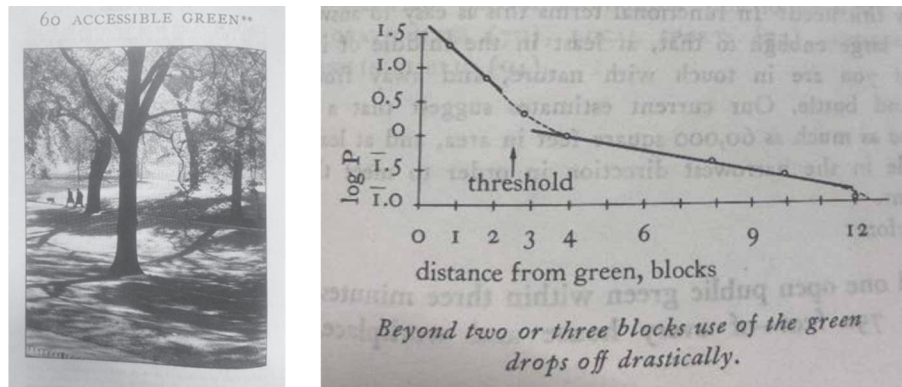 60 ACCESSIBLE GREEN**
1.5
1.0
0.5
0
1̅.5
1̅.0
log P
threshold
0 1 2 3 4 6 9 12
distance from green, blocks
Beyond two or three blocks use of the green
drops off drastically.